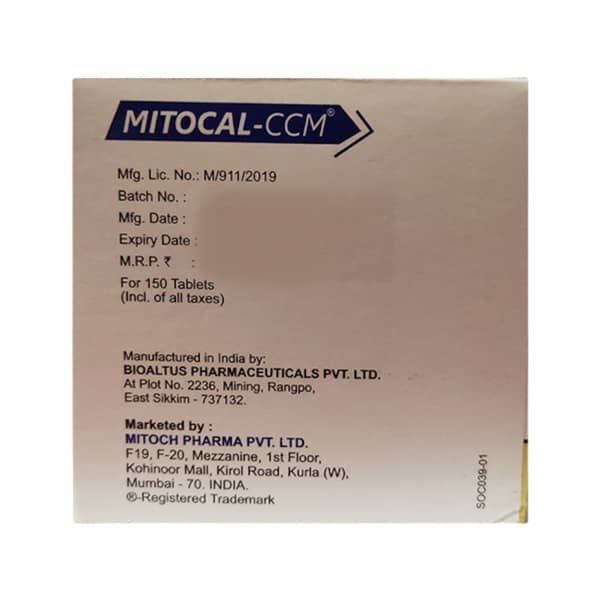 MITOCAL-CCM®
Mfg. Lic. No.: M/911/2019
Batch No. :
Mfg. Date :
Expiry Date :
M.R.P. ₹ :
For 150 Tablets
(Incl. of all taxes)
Manufactured in India by:
BIOALTUS PHARMACEUTICALS PVT. LTD.
At Plot No. 2236, Mining, Rangpo,
East Sikkim - 737132.
Marketed by :
MITOCH PHARMA PVT. LTD.
F19, F-20, Mezzanine, 1st Floor,
Kohinoor Mall, Kirol Road, Kurla (W),
Mumbai - 70. INDIA.
®-Registered Trademark
SOC039-01